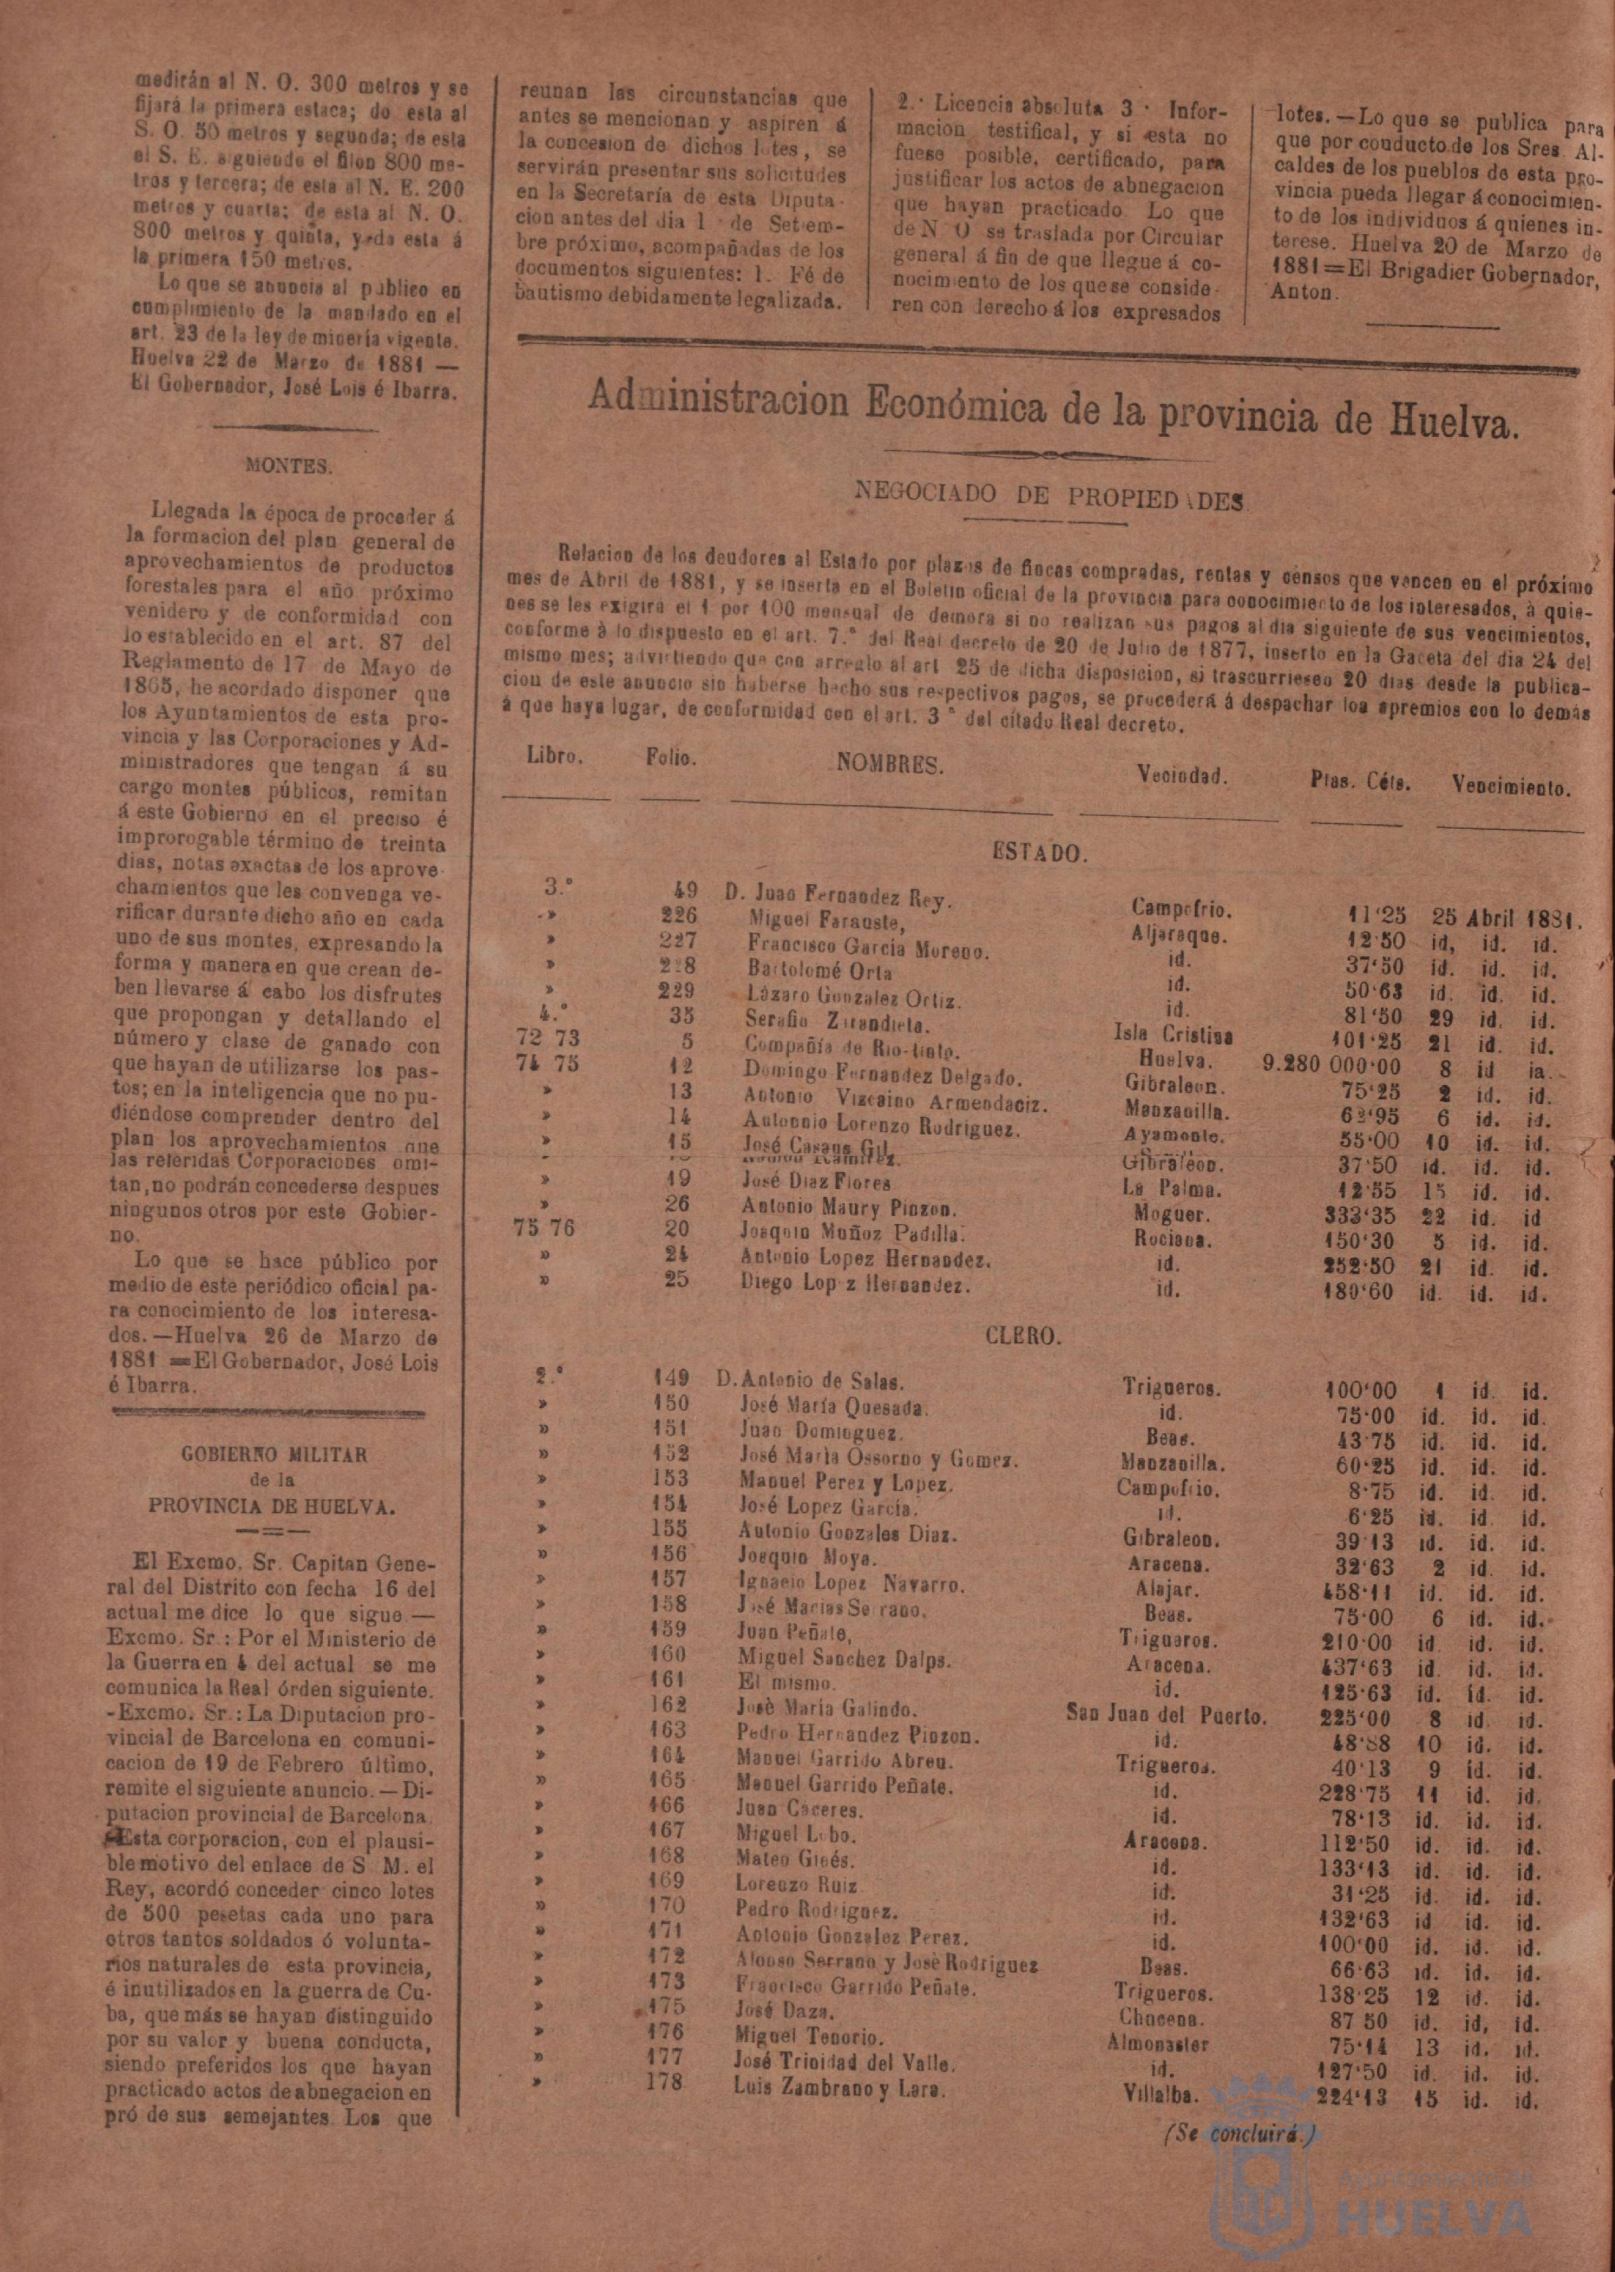 medirán al N. O. 300 metros y se
fijará la primera estaca; de esta al
S. O. 50 metros y segunda; de esta
al S. E. siguiendo el filon 800 me-
tros y tercera; de esta al N. E. 200
metros y cuarta; de esta al N. O.
800 metros y quinta, y de esta á
la primera 150 metros.
Lo que se anuncia al público en
cumplimiento de la mandado en el
art. 23 de la ley de minería vigente.
Huelva 22 de Marzo de 1881 —
El Gobernador, José Lois é Ibarra.
MONTES.
Llegada la época de proceder á
la formacion del plan general de
aprovechamientos de productos
forestales para el año próximo
venidero y de conformidad con
lo establecido en el art. 87 del
Reglamento de 17 de Mayo de
1865, he acordado disponer que
los Ayuntamientos de esta pro-
vincia y las Corporaciones y Ad-
ministradores que tengan á su
cargo montes públicos, remitan
á este Gobierno en el preciso é
improrogable término de treinta
dias, notas exactas de los aprove-
chamientos que les convenga ve-
rificar durante dicho año en cada
uno de sus montes, expresando la
forma y manera en que crean de-
ben llevarse á cabo los disfrutes
que propongan y detallando el
número y clase de ganado con
que hayan de utilizarse los pas-
tos; en la inteligencia que no pu-
diéndose comprender dentro del
plan los aprovechamientos que
las referidas Corporaciones omi-
tan, no podrán concederse despues
ningunos otros por este Gobier-
no.
Lo que se hace público por
medio de este periódico oficial pa-
ra conocimiento de los interesa-
dos.—Huelva 26 de Marzo de
1881 =El Gobernador, José Lois
é Ibarra.
GOBIERNO MILITAR
de la
PROVINCIA DE HUELVA.
El Excmo. Sr. Capitan Gene-
ral del Distrito con fecha 16 del
actual me dice lo que sigue —
Excmo. Sr.: Por el Ministerio de
la Guerra en 4 del actual se me
comunica la Real órden siguiente.
-Excmo. Sr.: La Diputacion pro-
vincial de Barcelona en comuni-
cacion de 19 de Febrero último,
remite el siguiente anuncio.—Di-
putacion provincial de Barcelona.
Esta corporacion, con el plausi-
ble motivo del enlace de S. M. el
Rey, acordó conceder cinco lotes
de 500 pesetas cada uno para
otros tantos soldados ó volunta-
rios naturales de esta provincia,
é inutilizados en la guerra de Cu-
ba, que más se hayan distinguido
por su valor y buena conducta,
siendo preferidos los que hayan
practicado actos de abnegacion en
pró de sus semejantes. Los que
reunan las circunstancias que
antes se mencionan y aspiren á
la concesion de dichos lotes, se
servirán presentar sus solicitudes
en la Secretaría de esta Diputa-
cion antes del dia 1 de Setiem-
bre próximo, acompañadas de los
documentos siguientes: 1. Fé de
bautismo debidamente legalizada.
2.· Licencia absoluta 3 · Infor-
macion testifical, y si esta no
fuese posible, certificado, para
justificar los actos de abnegacion
que hayan practicado. Lo que
de N O se traslada por Circular
general á fin de que llegue á co-
nocimiento de los que se conside-
ren con derecho á los expresados
lotes.—Lo que se publica para
que por conducto de los Sres. Al-
caldes de los pueblos de esta pro-
vincia pueda llegar á conocimien-
to de los individuos á quienes in-
terese. Huelva 20 de Marzo de
1881=El Brigadier Gobernador,
Anton.
Administracion Económica de la provincia de Huelva.
NEGOCIADO DE PROPIEDADES
Relacion de los deudores al Estado por plazos de fincas compradas, rentas y censos que vencen en el próximo
mes de Abril de 1881, y se inserta en el Boletin oficial de la provincia para conocimiento de los interesados, á quie-
nes se les exigirá el 1 por 100 mensual de demora si no realizan sus pagos al dia siguiente de sus vencimientos,
conforme á lo dispuesto en el art. 7.° del Real decreto de 20 de Julio de 1877, inserto en la Gaceta del dia 24 del
mismo mes; advirtiendo que con arreglo al art 25 de dicha disposicion, si trascurriesen 20 dias desde la publica-
cion de este anuncio sin haberse hecho sus respectivos pagos, se procederá á despachar los apremios con lo demás
á que haya lugar, de conformidad con el art. 3 ° del citado Real decreto.
Libro. Folio. NOMBRES. Vecindad. Ptas. Céts. Vencimiento.
ESTADO.
3.° 49 D. Juan Fernandez Rey. Campofrio. 11'25 25 Abril 1881.
» 226 Miguel Farauste, Aljaraque. 12·50 id, id. id.
» 227 Francisco García Moreno. id. 37'50 id. id. id.
» 228 Bartolomé Orta id. 50·63 id. id. id.
» 229 Lázaro Gonzalez Ortiz. id. 81'50 29 id. id.
4.° 35 Serafin Zirandieta. Isla Cristina 101·25 21 id. id.
72 73 5 Compañía de Rio-tinto. Huelva. 9.280 000·00 8 id ia.
74 75 12 Domingo Fernandez Delgado. Gibraleon. 75'25 2 id. id.
» 13 Antonio Vizcaino Armendaciz. Manzanilla. 62'95 6 id. id.
» 14 Antonnio Lorenzo Rodriguez. Ayamonte. 55·00 10 id. id.
» 15 José Casaus Gil. Gibraleon. 37'50 id. id. id.
Ramirez.
» 19 José Diaz Flores La Palma. 12'55 15 id. id.
» 26 Antonio Maury Pinzon. Moguer. 333'35 22 id. id
75 76 20 Joaquin Muñoz Padilla. Rociana. 150'30 5 id. id.
» 24 Antonio Lopez Hernandez. id. 252·50 21 id. id.
» 25 Diego Lop z Hernandez. id. 180'60 id. id. id.
CLERO.
2.° 149 D. Antonio de Salas. Trigueros. 100'00 1 id. id.
» 150 José María Quesada. id. 75·00 id. id. id.
» 151 Juan Dominguez. Beas. 43·75 id. id. id.
» 152 José María Ossorno y Gomez. Manzanilla. 60·25 id. id. id.
» 153 Manuel Perez y Lopez. Campofrio. 8·75 id. id. id.
» 154 José Lopez García. id. 6'25 id. id. id.
» 155 Antonio Gonzales Diaz. Gibraleon. 39·13 id. id. id.
» 156 Joaquin Moya. Aracena. 32'63 2 id. id.
» 157 Ignacio Lopez Navarro. Alajar. 458·11 id. id. id.
» 158 José Macias Serrano. Beas. 75·00 6 id. id.
» 159 Juan Peñate, Trigueros. 210·00 id. id. id.
» 160 Miguel Sanchez Dalps. Aracena. 437'63 id. id. id.
» 161 El mismo. id. 125·63 id. id. id.
» 162 José María Galindo. San Juan del Puerto. 225'00 8 id. id.
» 163 Pedro Hernandez Pinzon. id. 48'88 10 id. id.
» 164 Manuel Garrido Abreu. Trigueros. 40'13 9 id. id.
» 165 Manuel Garrido Peñate. id. 228'75 11 id. id.
» 166 Juan Cáceres. id. 78·13 id. id. id.
» 167 Miguel Lobo. Aracena. 112'50 id. id. id.
» 168 Mateo Ginés. id. 133'13 id. id. id.
» 169 Lorenzo Ruiz id. 31'25 id. id. id.
» 170 Pedro Rodriguez. id. 132'63 id id. id.
» 171 Antonio Gonzalez Perez. id. 100'00 id. id. id.
» 172 Alonso Serrano y José Rodriguez Beas. 66·63 id. id. id.
» 173 Francisco Garrido Peñate. Trigueros. 138·25 12 id. id.
» 175 José Daza. Chucena. 87 50 id. id, id.
» 176 Miguel Tenorio. Almonaster 75'14 13 id. id.
» 177 José Trinidad del Valle. id. 127'50 id. id. id.
» 178 Luis Zambrano y Lara. Villalba. 224'13 15 id. id.
(Se concluirá.)
Ayuntamiento de
HUELVA